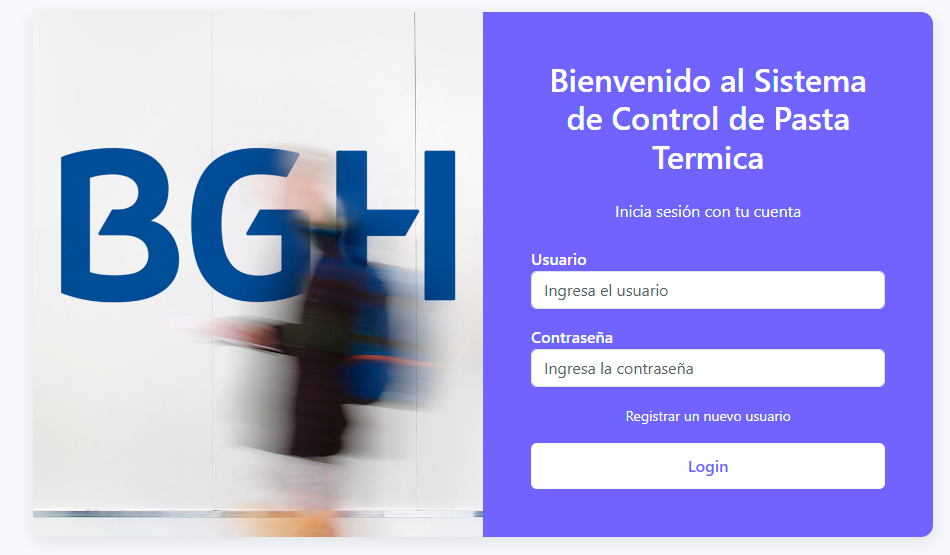 BGH
Bienvenido al Sistema
de Control de Pasta
Termica
Inicia sesión con tu cuenta
Usuario
Ingresa el usuario
Contraseña
Ingresa la contraseña
Registrar un nuevo usuario
Login